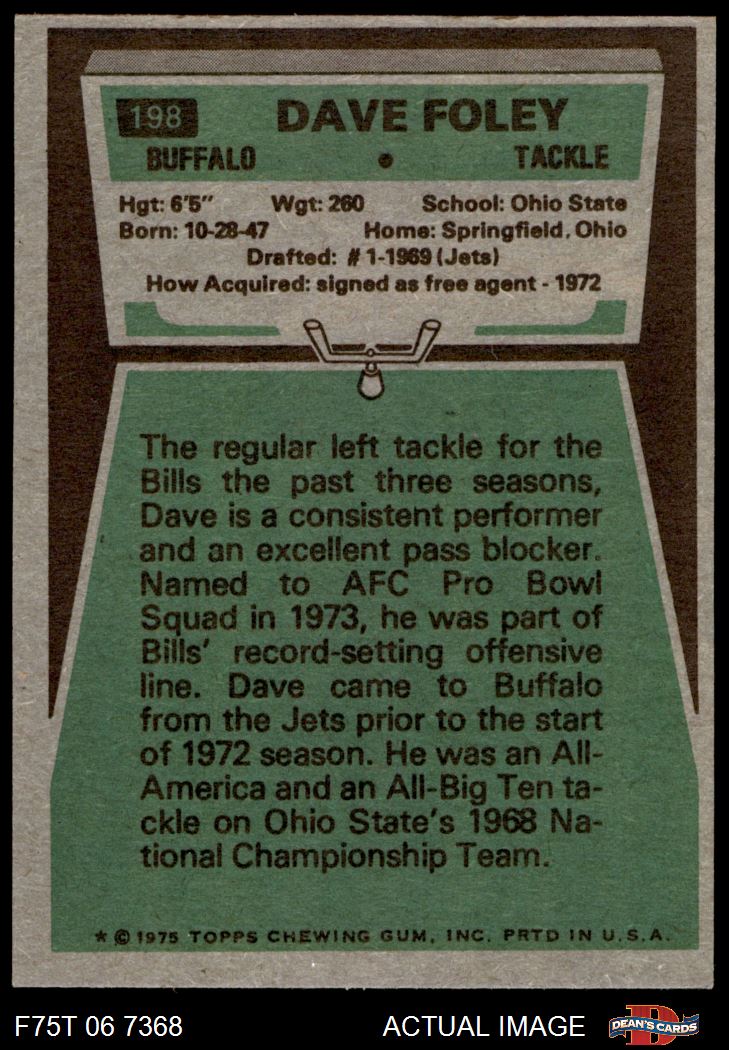 198 DAVE FOLEY
BUFFALO • TACKLE
Hgt: 6'5" Wgt: 260 School: Ohio State
Born: 10-28-47 Home: Springfield, Ohio
Drafted: #1-1969 (Jets)
How Acquired: signed as free agent - 1972
The regular left tackle for the
Bills the past three seasons,
Dave is a consistent performer
and an excellent pass blocker.
Named to AFC Pro Bowl
Squad in 1973, he was part of
Bills' record-setting offensive
line. Dave came to Buffalo
from the Jets prior to the start
of 1972 season. He was an All-
America and an All-Big Ten ta-
ckle on Ohio State's 1968 Na-
tional Championship Team.
* © 1975 TOPPS CHEWING GUM, INC. PRTD IN U.S.A.
F75T 06 7368 ACTUAL IMAGE D DEAN'S CARDS